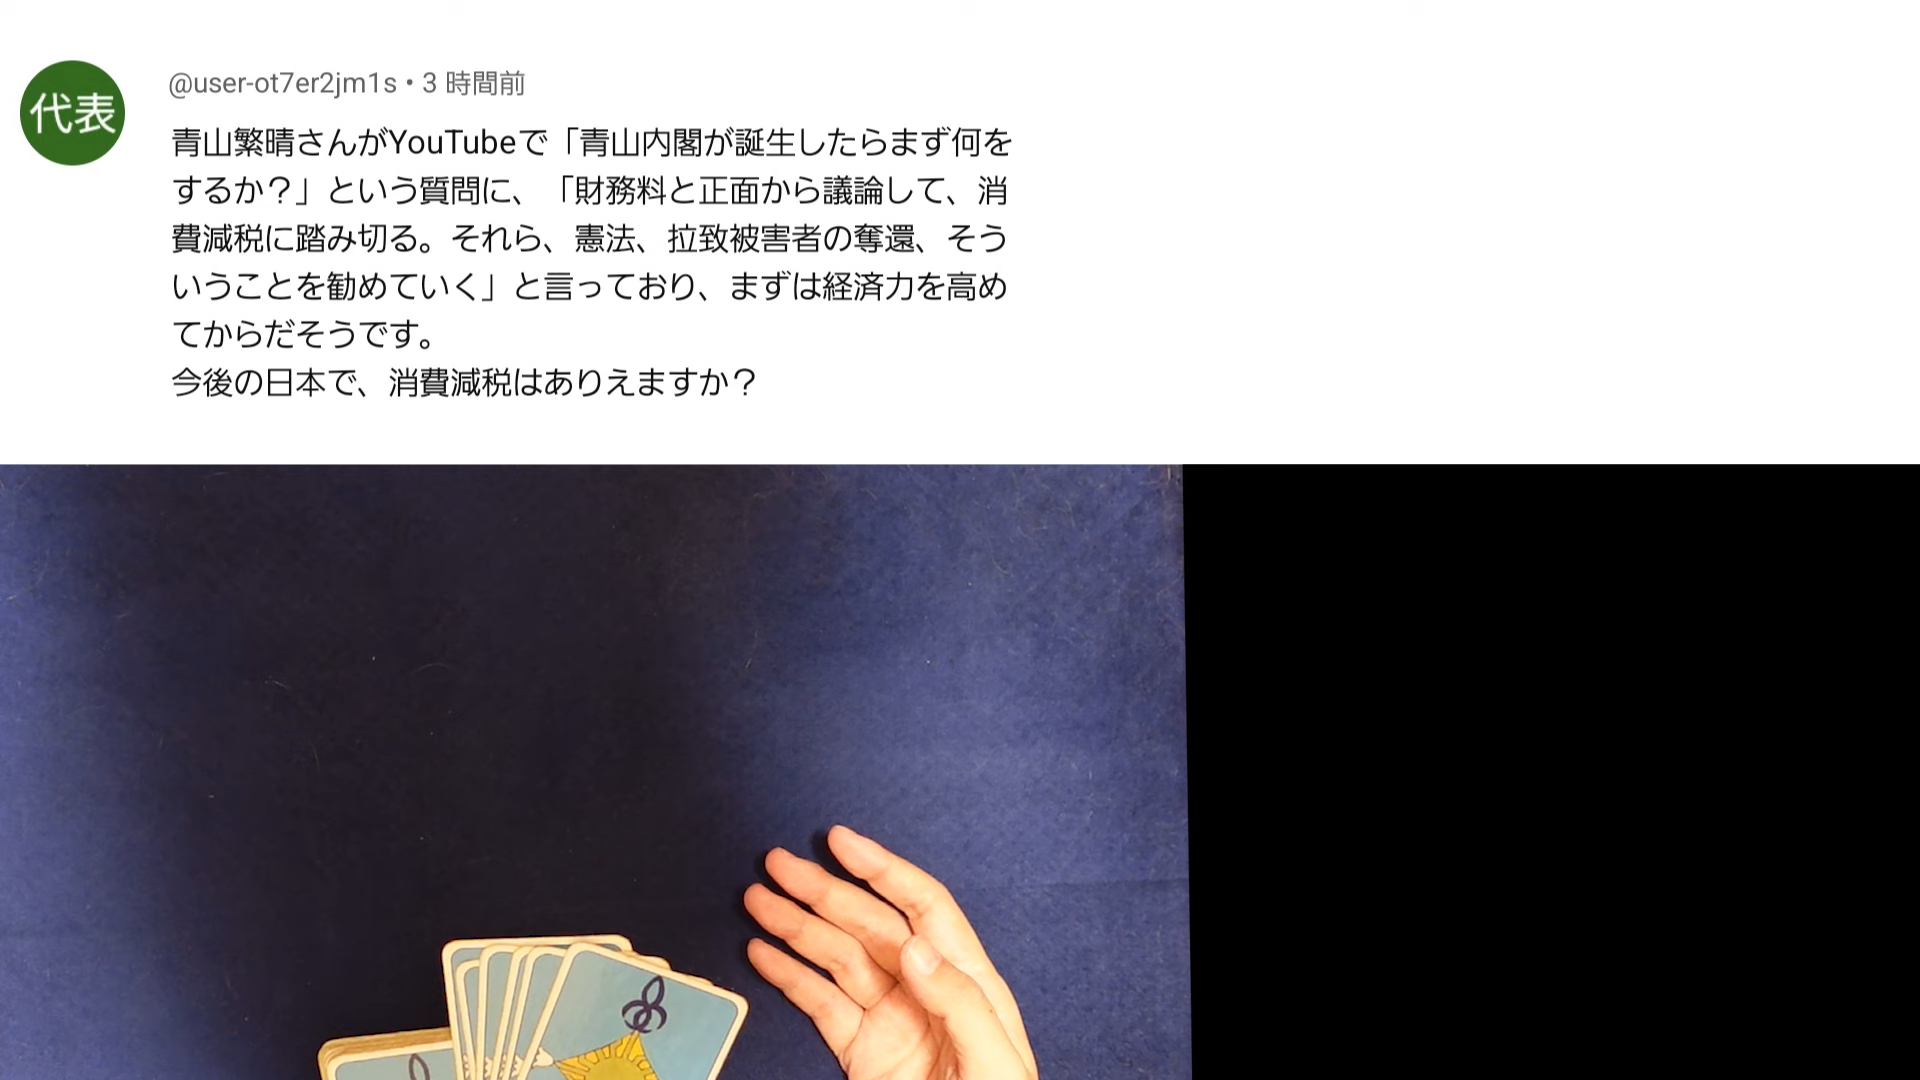 代表
@user-ot7er2jm1s • 3 時間前
青山繁晴さんがYouTubeで「青山内閣が誕生したらまず何を
するか？」という質問に、「財務料と正面から議論して、消
費減税に踏み切る。それら、憲法、拉致被害者の奪還、そう
いうことを勧めていく」と言っており、まずは経済力を高め
てからだそうです。
今後の日本で、消費減税はありえますか？